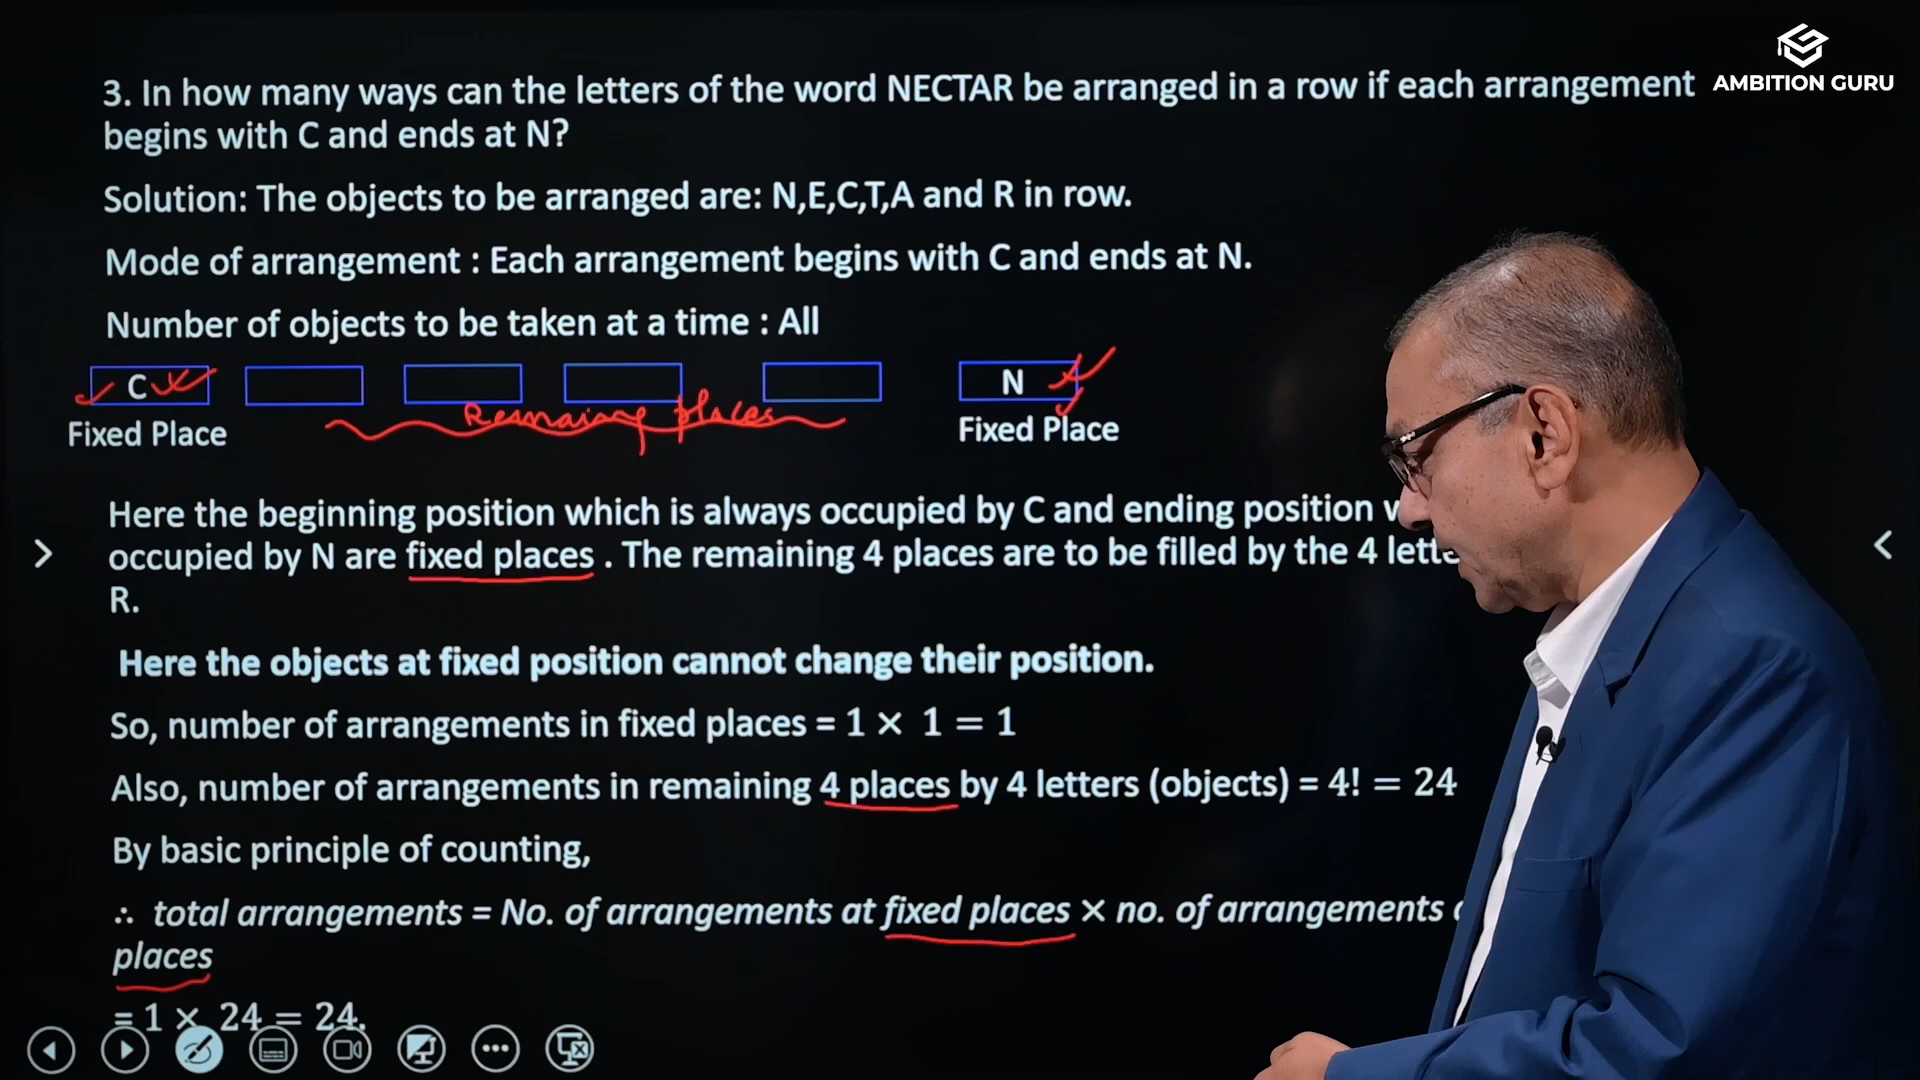 AMBITION GURU
3. In how many ways can the letters of the word NECTAR be arranged in a row if each arrangement
begins with C and ends at N?
Solution: The objects to be arranged are: N,E,C,T,A and R in row.
Mode of arrangement : Each arrangement begins with C and ends at N.
Number of objects to be taken at a time : All
C N
Remaining places
Fixed Place Fixed Place
Here the beginning position which is always occupied by C and ending position
occupied by N are fixed places . The remaining 4 places are to be filled by the 4
R.
Here the objects at fixed position cannot change their position.
So, number of arrangements in fixed places = 1 × 1 = 1
Also, number of arrangements in remaining 4 places by 4 letters (objects) = 4! = 24
By basic principle of counting,
∴ total arrangements = No. of arrangements at fixed places × no. of arrangements
places
= 1 × 24 = 24.